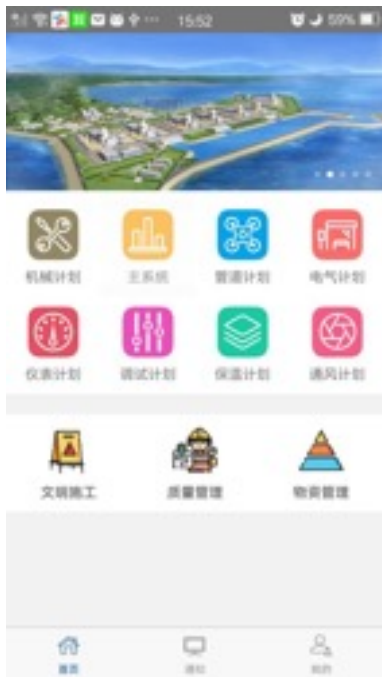 15:52
59%
机械计划
主系统
管道计划
电气计划
仪表计划
调试计划
保温计划
通风计划
文明施工
质量管理
物资管理
首页
通知
我的